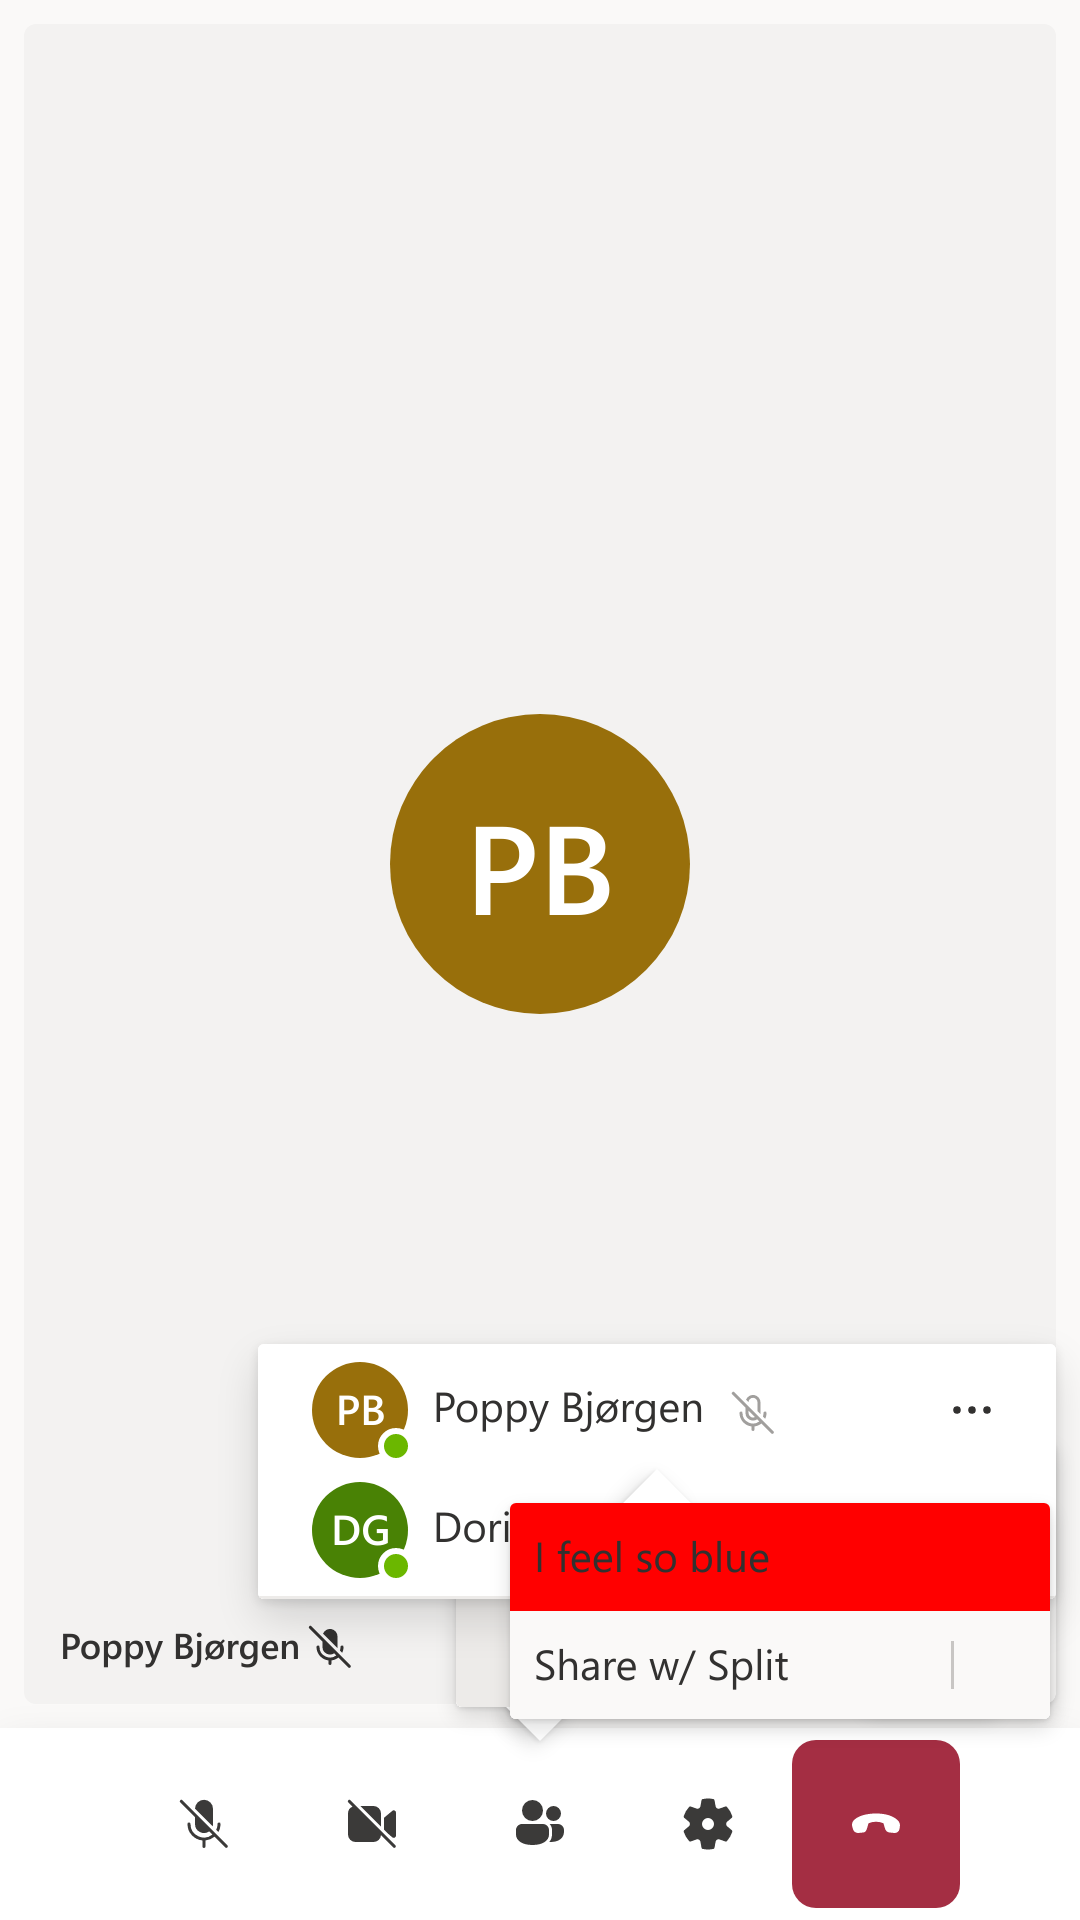 PB
PB Poppy Bjørgen
DG Dori
I feel so blue
Poppy Bjørgen
Share w/ Split